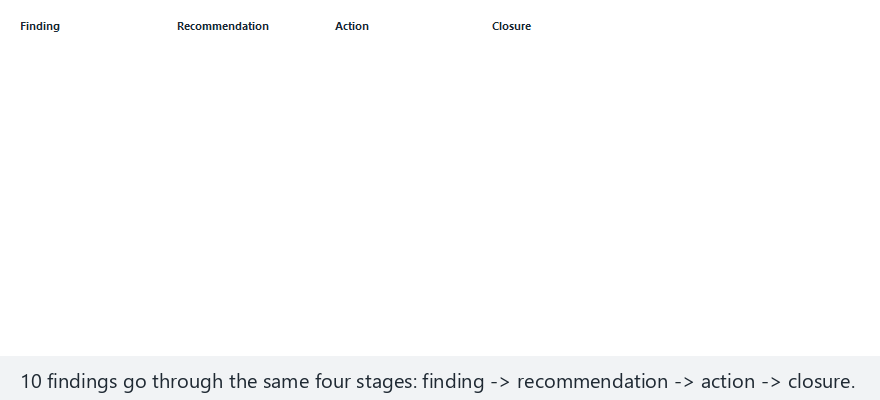 Finding Recommendation Action Closure
10 findings go through the same four stages: finding -> recommendation -> action -> closure.